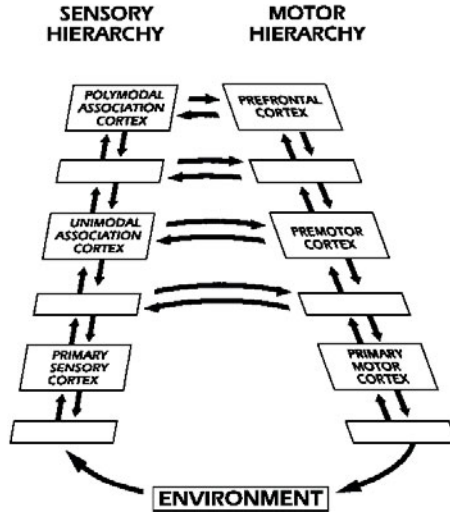 SENSORY
HIERARCHY
MOTOR
HIERARCHY
POLYMODAL
ASSOCIATION
CORTEX
PREFRONTAL
CORTEX
UNIMODAL
ASSOCIATION
CORTEX
PREMOTOR
CORTEX
PRIMARY
SENSORY
CORTEX
PRIMARY
MOTOR
CORTEX
ENVIRONMENT